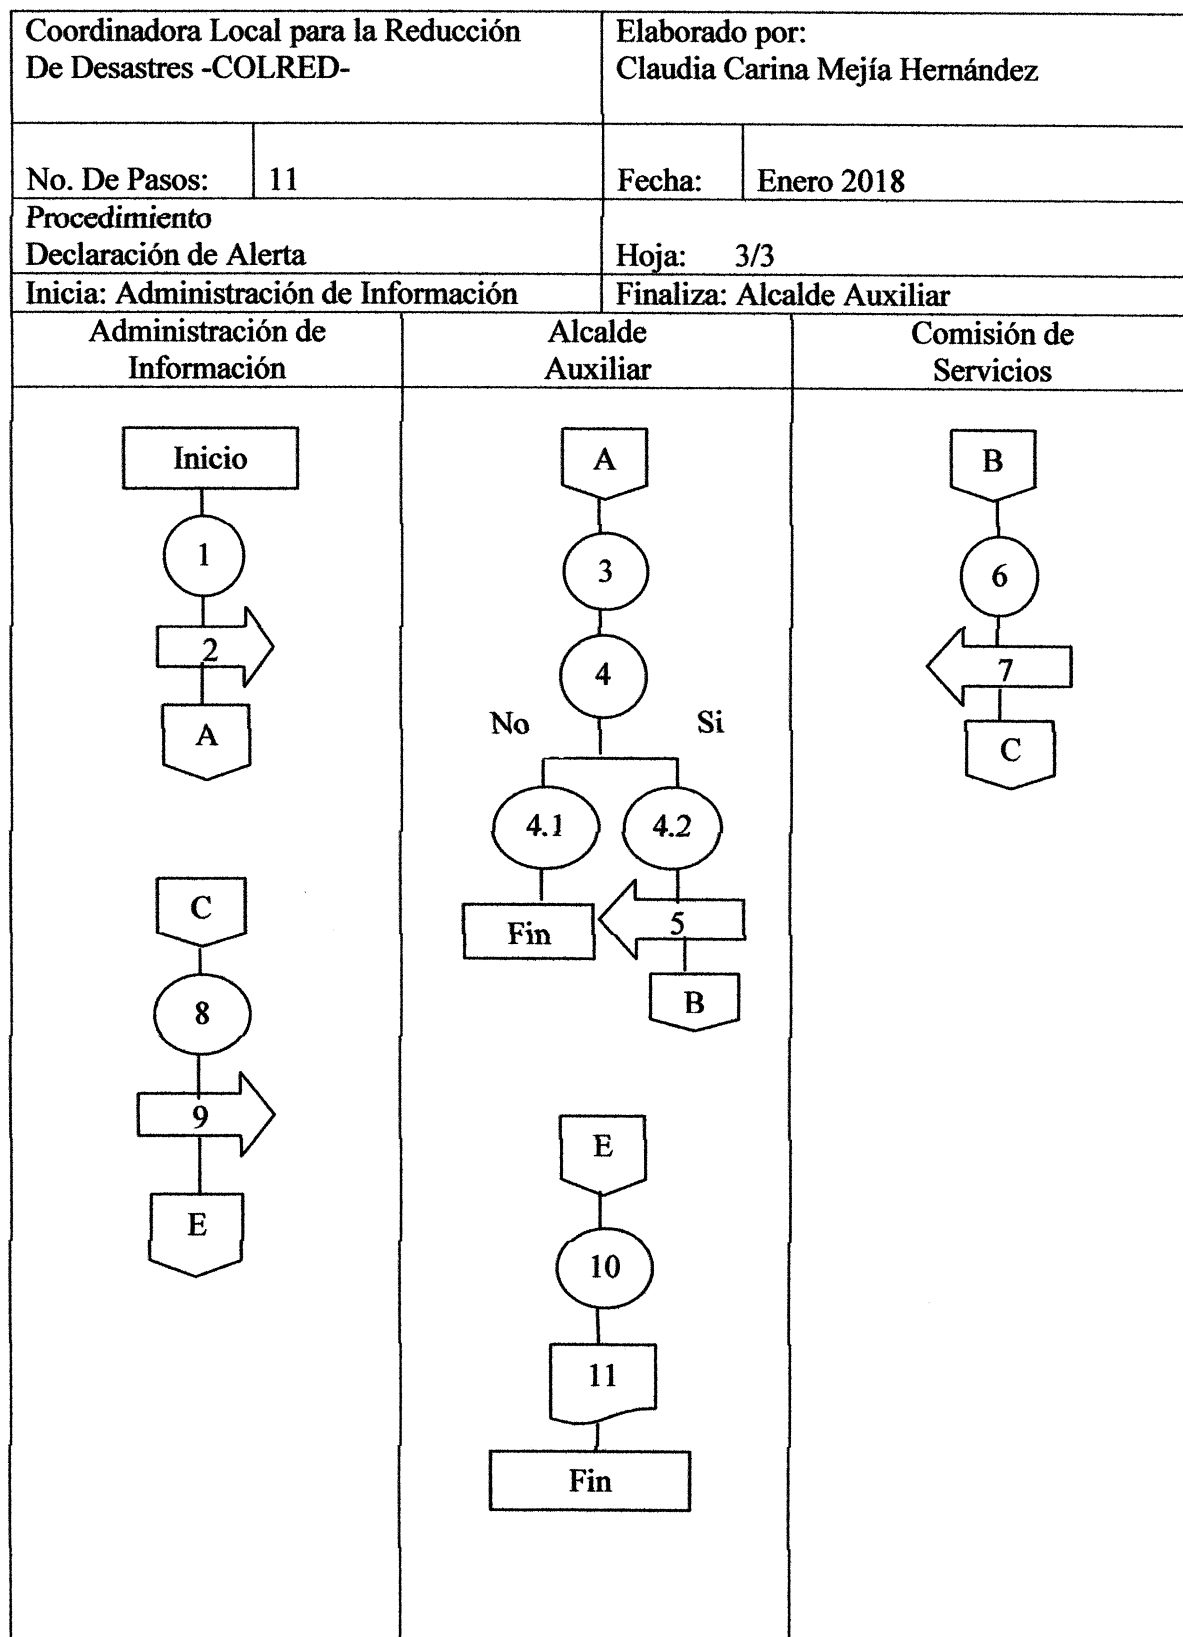 Coordinadora Local para la Reducción
De Desastres -COLRED-
Elaborado por:
Claudia Carina Mejía Hernández
No. De Pasos:
11
Fecha:
Enero 2018
Procedimiento
Declaración de Alerta
Hoja: 3/3
Inicia: Administración de Información
Finaliza: Alcalde Auxiliar
Administración de
Información
Alcalde
Auxiliar
Comisión de
Servicios
Inicio
1
2
A
C
8
9
E
A
3
4
No
Si
4.1
4.2
Fin
5
B
E
10
11
Fin
B
6
7
C